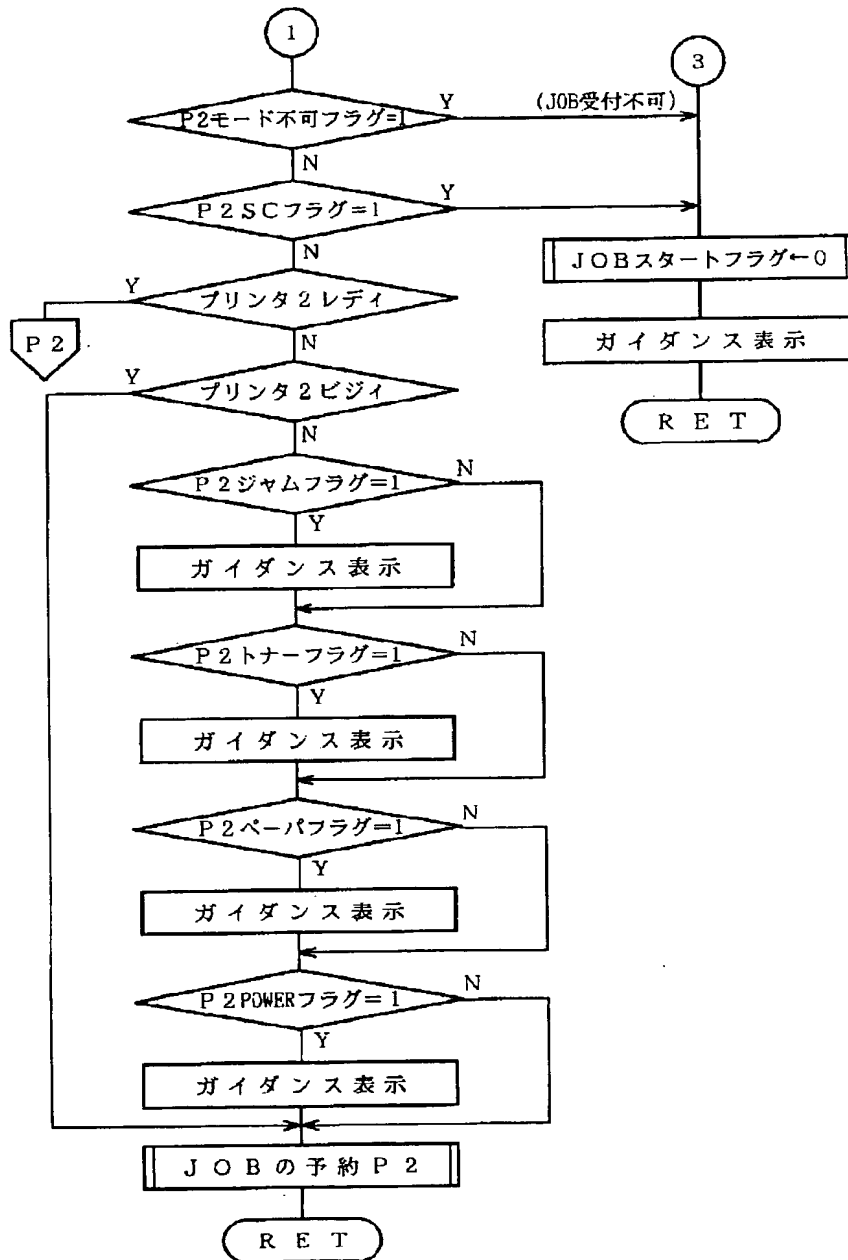 1
3
P2モード不可フラグ=1
Y
(JOB受付不可)
N
P2SCフラグ=1
Y
N
JOBスタートフラグ←0
Y
プリンタ2レディ
ガイダンス表示
P2
N
Y
プリンタ2ビジィ
RET
N
P2ジャムフラグ=1
N
Y
ガイダンス表示
P2トナーフラグ=1
N
Y
ガイダンス表示
P2ペーパフラグ=1
N
Y
ガイダンス表示
P2POWERフラグ=1
N
Y
ガイダンス表示
JOBの予約P2
RET